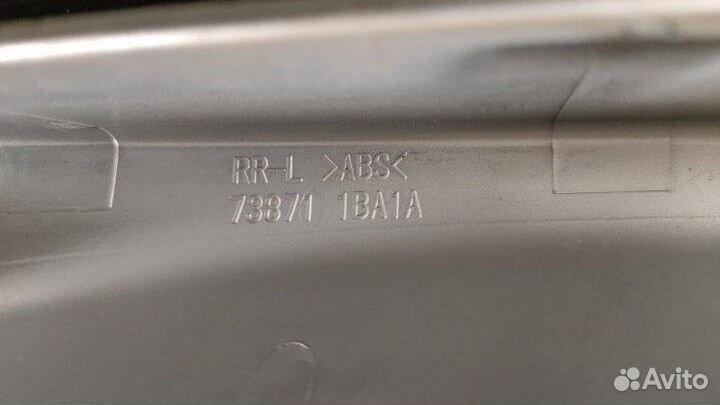 RR-L >ABS<
73871 1BA1A
Avito